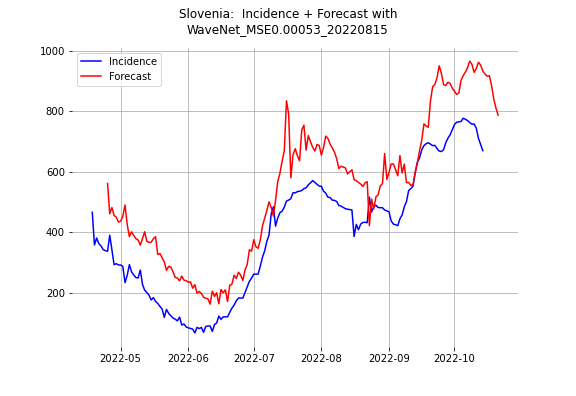 Slovenia:  Incidence + Forecast with
WaveNet_MSE0.00053_20220815
Incidence
Forecast
1000
800
600
400
200
2022-05 2022-06 2022-07 2022-08 2022-09 2022-10